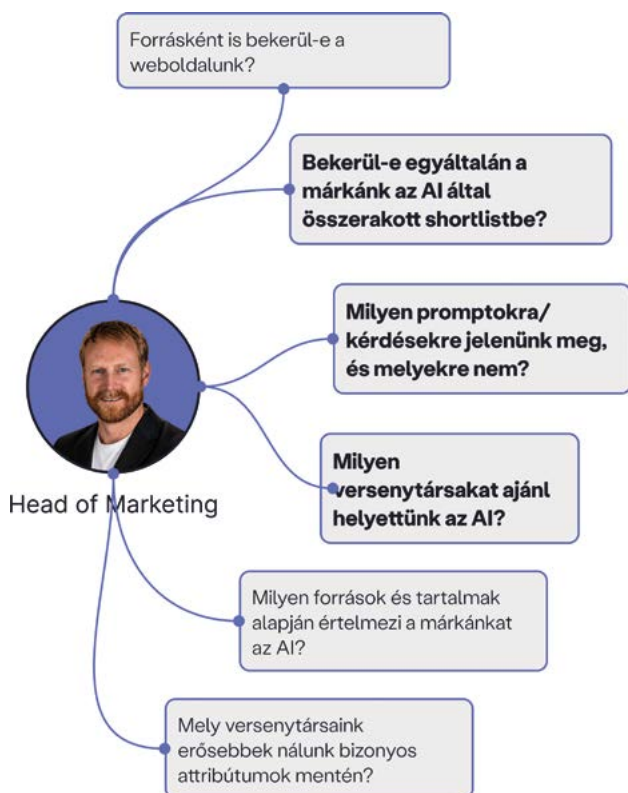 Forrásként is bekerül-e a
weboldalunk?
Bekerül-e egyáltalán a
márkánk az AI által
összerakott shortlistbe?
Milyen promptokra/
kérdésekre jelenünk meg,
és melyekre nem?
Milyen
versenytársakat ajánl
helyettünk az AI?
Head of Marketing
Milyen források és tartalmak
alapján értelmezi a márkánkat
az AI?
Mely versenytársaink
erősebbek nálunk bizonyos
attribútumok mentén?